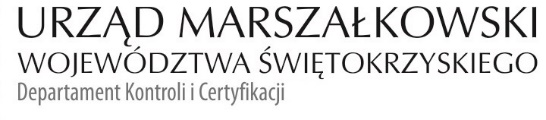 URZĄD MARSZAŁKOWSKI
WOJEWÓDZTWA ŚWIĘTOKRZYSKIEGO
Departament Kontroli i Certyfikacji